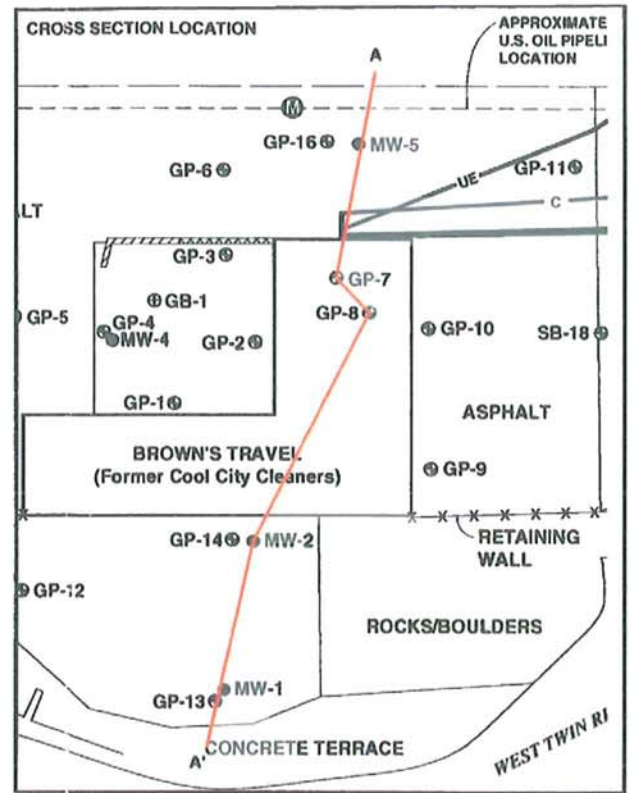 CROSS SECTION LOCATION
APPROXIMATE
U.S. OIL PIPELI
LOCATION
A
M
GP-16
MW-5
GP-6
GP-11
UE
C
LT
GP-3
GP-7
GB-1
GP-8
GP-5
GP-4
MW-4
GP-2
GP-10
SB-18
GP-1
ASPHALT
BROWN'S TRAVEL
(Former Cool City Cleaners)
GP-9
X X X X X X X X
GP-14
MW-2
RETAINING
WALL
GP-12
ROCKS/BOULDERS
MW-1
GP-13
CONCRETE TERRACE
A'
WEST TWIN RI